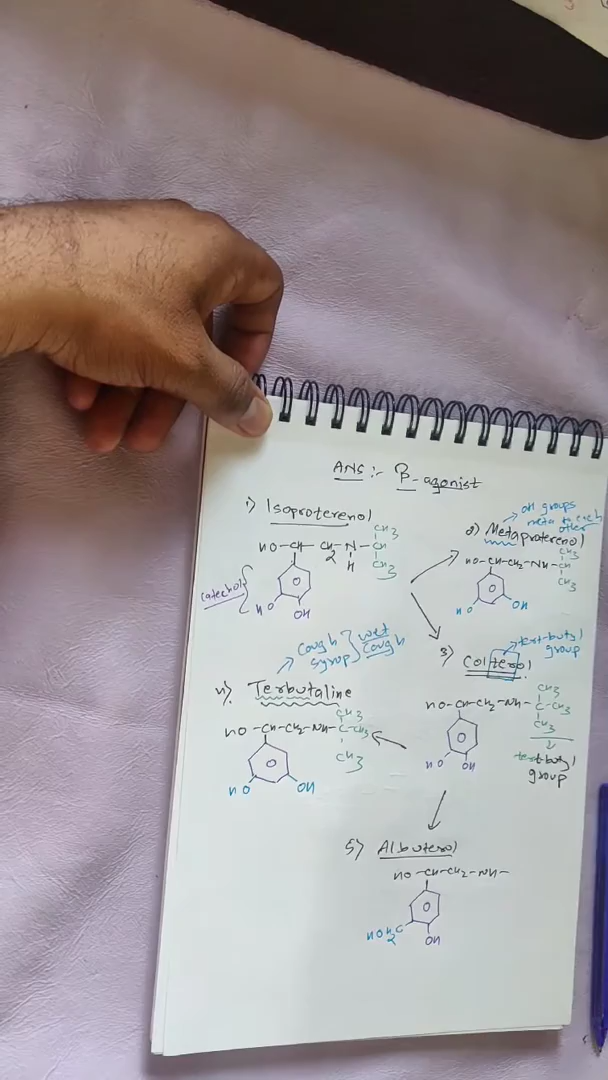 ANS :- β-agonist
1) Isoproterenol
HO-CH-CH2-N-CH
CH3
CH3
H
catechol
HO
OH
all groups
meta to each
other
2) Metaproterenol
HO-CH-CH2-NH-CH
CH3
CH3
HO
OH
tert-butyl
group
3) Colterol
HO-CH-CH2-NH-C-CH3
CH3
CH3
HO
OH
tert-butyl
group
cough
syrup
wet
cough
4) Terbutaline
HO-CH-CH2-NH-C-CH3
CH3
CH3
HO
OH
5) Albuterol
HO-CH-CH2-NH-
HOH2C
OH